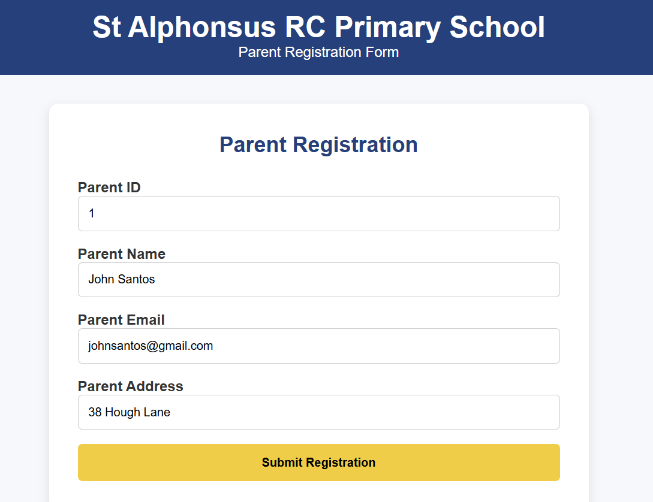 St Alphonsus RC Primary School
Parent Registration Form
Parent Registration
Parent ID
1
Parent Name
John Santos
Parent Email
johnsantos@gmail.com
Parent Address
38 Hough Lane
Submit Registration